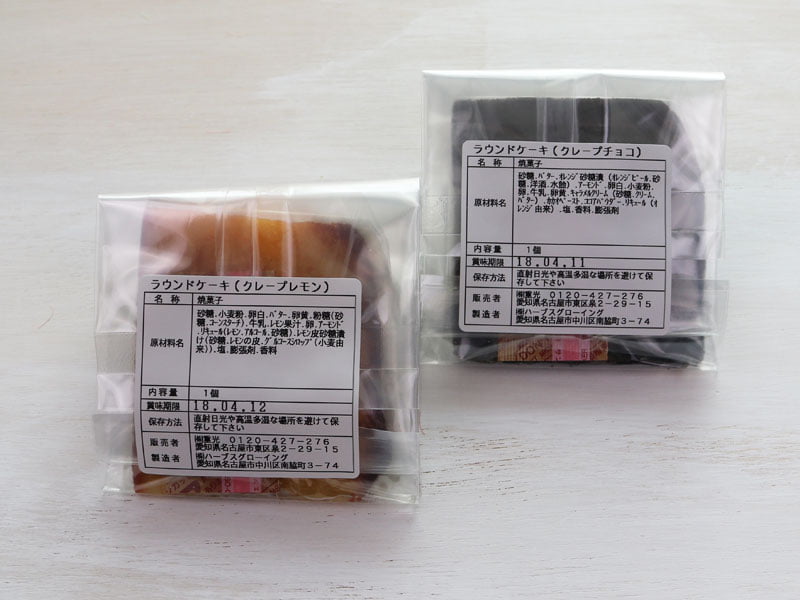 ラウンドケーキ(クレープチョコ)
名 称 焼菓子
原材料名 砂糖、バター、オレンジ砂糖漬(オレンジピール、砂
糖、洋酒、水飴)、アーモンド、卵白、小麦粉、
卵、牛乳、卵黄、キャラメルクリーム(砂糖、クリーム、
バター)、カカオペースト、ココアパウダー、リキュール(オ
レンジ由来)、塩、香料、膨張剤
内容量 1個
賞味期限 18.04.11
保存方法 直射日光や高温多湿な場所を避けて保
存して下さい
販売者 ㈱重光 0120-427-276
愛知県名古屋市東区泉2-29-15
製造者 ㈱ハーブスグローイング
愛知県名古屋市中川区南脇町3-74
ラウンドケーキ(クレープレモン)
名 称 焼菓子
原材料名 砂糖、小麦粉、卵白、バター、卵黄、粉糖(砂
糖、コーンスターチ)、牛乳、レモン果汁、卵、アーモンド
、リキュール(レモン、アルコール、砂糖)、レモン皮砂糖漬
け(砂糖、レモンの皮、グルコースシロップ(小麦由
来))、塩、膨張剤、香料
内容量 1個
賞味期限 18.04.12
保存方法 直射日光や高温多湿な場所を避けて保
存して下さい
販売者 ㈱重光 0120-427-276
愛知県名古屋市東区泉2-29-15
製造者 ㈱ハーブスグローイング
愛知県名古屋市中川区南脇町3-74